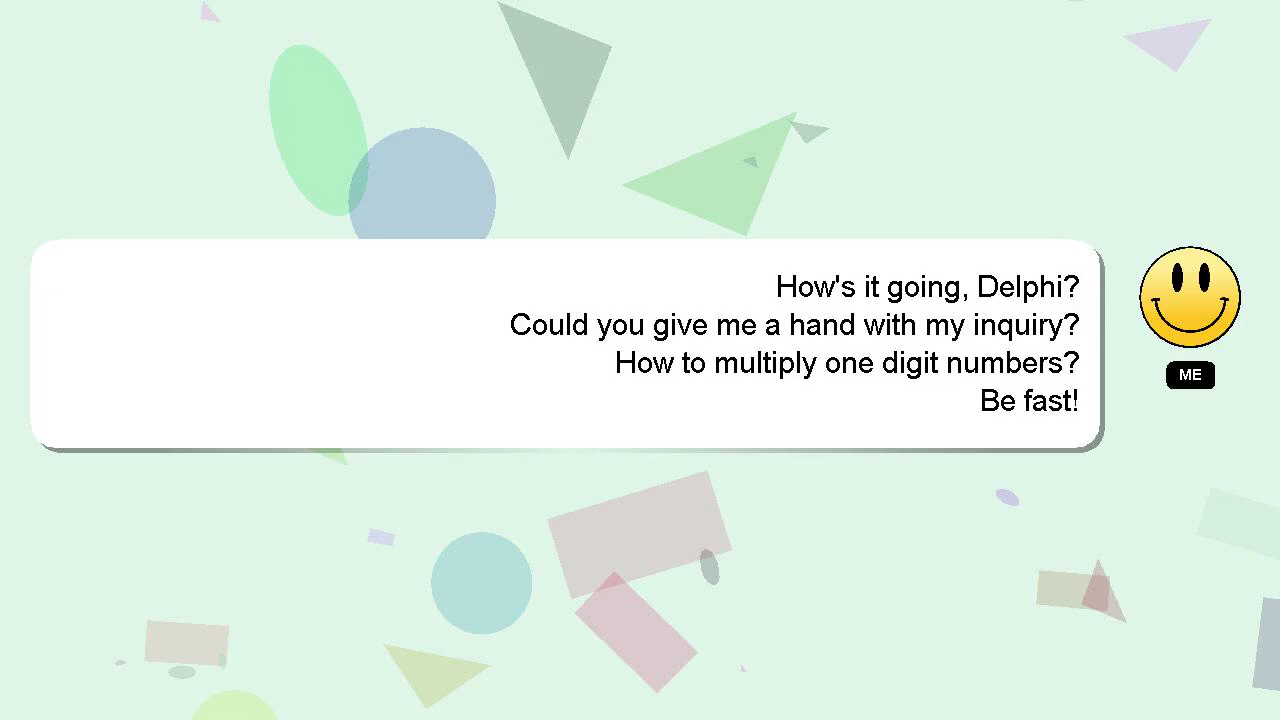 How's it going, Delphi?
Could you give me a hand with my inquiry?
How to multiply one digit numbers?
Be fast!
ME